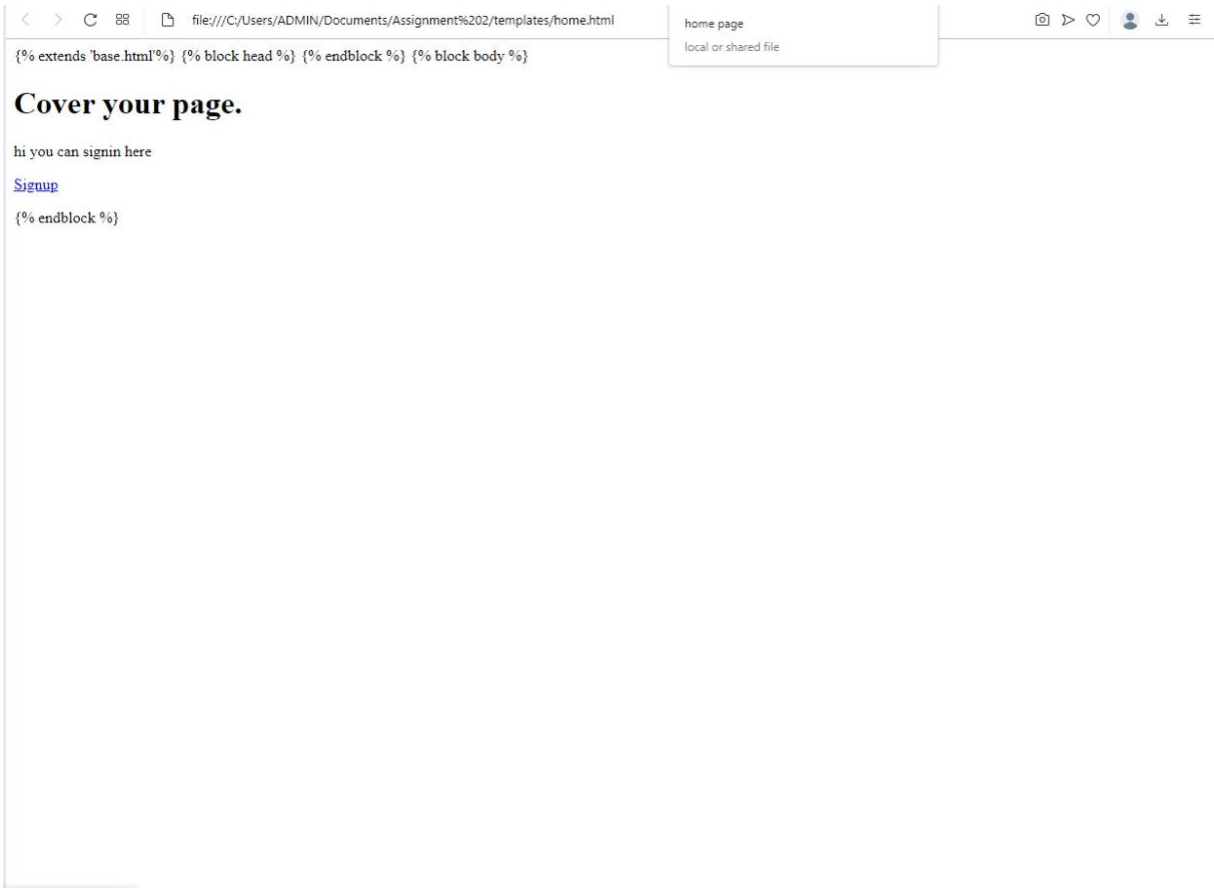 file:///C:/Users/ADMIN/Documents/Assignment%202/templates/home.html
home page
local or shared file
{% extends 'base.html'%} {% block head %} {% endblock %} {% block body %}
Cover your page.
hi you can signin here
Signup
{% endblock %}